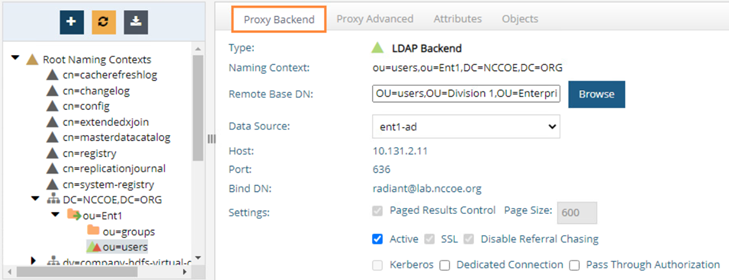 Root Naming Contexts
cn=cacherefreshlog
cn=changelog
cn=config
cn=extendedxjoin
cn=masterdatacatalog
cn=registry
cn=replicationjournal
cn=system-registry
DC=NCCOE,DC=ORG
ou=Ent1
ou=groups
ou=users
dv=company-hdfs-virtual-c
Proxy Backend Proxy Advanced Attributes Objects
Type: LDAP Backend
Naming Context: ou=users,ou=Ent1,DC=NCCOE,DC=ORG
Remote Base DN: OU=users,OU=Division 1,OU=Enterpri Browse
Data Source: ent1-ad
Host: 10.131.2.11
Port: 636
Bind DN: radiant@lab.nccoe.org
Settings: Paged Results Control Page Size: 600
Active SSL Disable Referral Chasing
Kerberos Dedicated Connection Pass Through Authorization